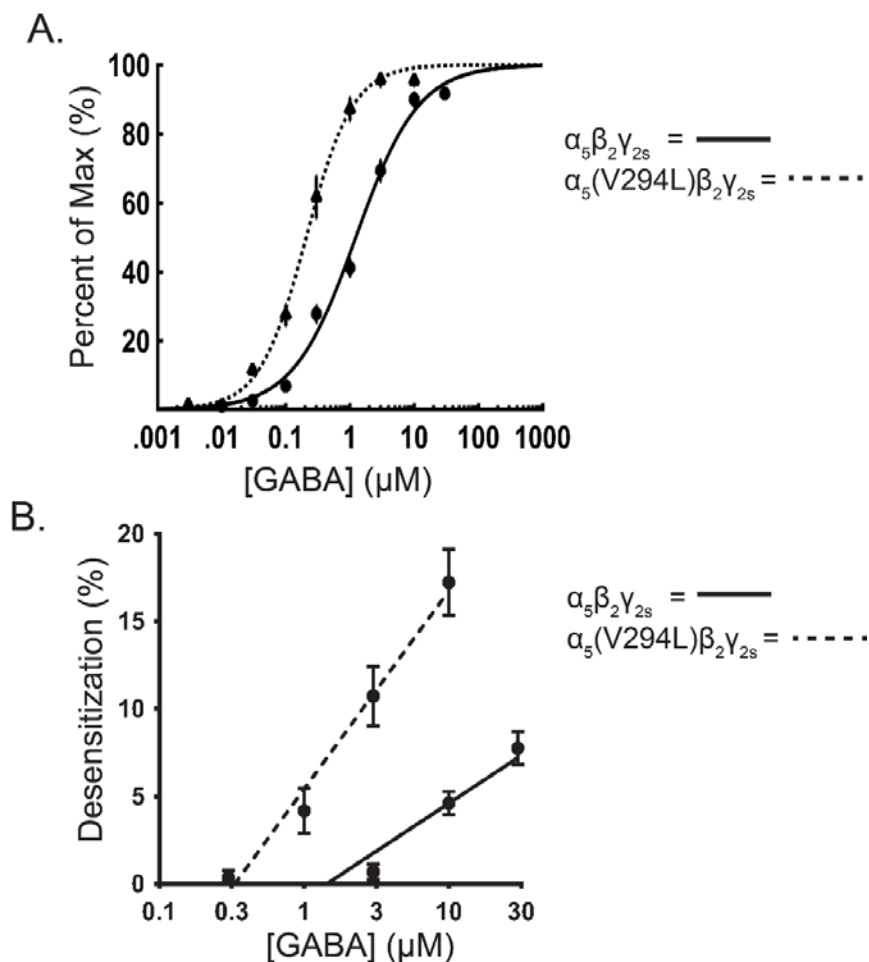 A.
Percent of Max (%)
100
80
60
40
20
.001 .01 0.1 1 10 100 1000
[GABA] (µM)
α₅β₂γ₂ₛ =
α₅(V294L)β₂γ₂ₛ =
B.
Desensitization (%)
20
15
10
5
0
0.1 0.3 1 3 10 30
[GABA] (µM)
α₅β₂γ₂ₛ =
α₅(V294L)β₂γ₂ₛ =